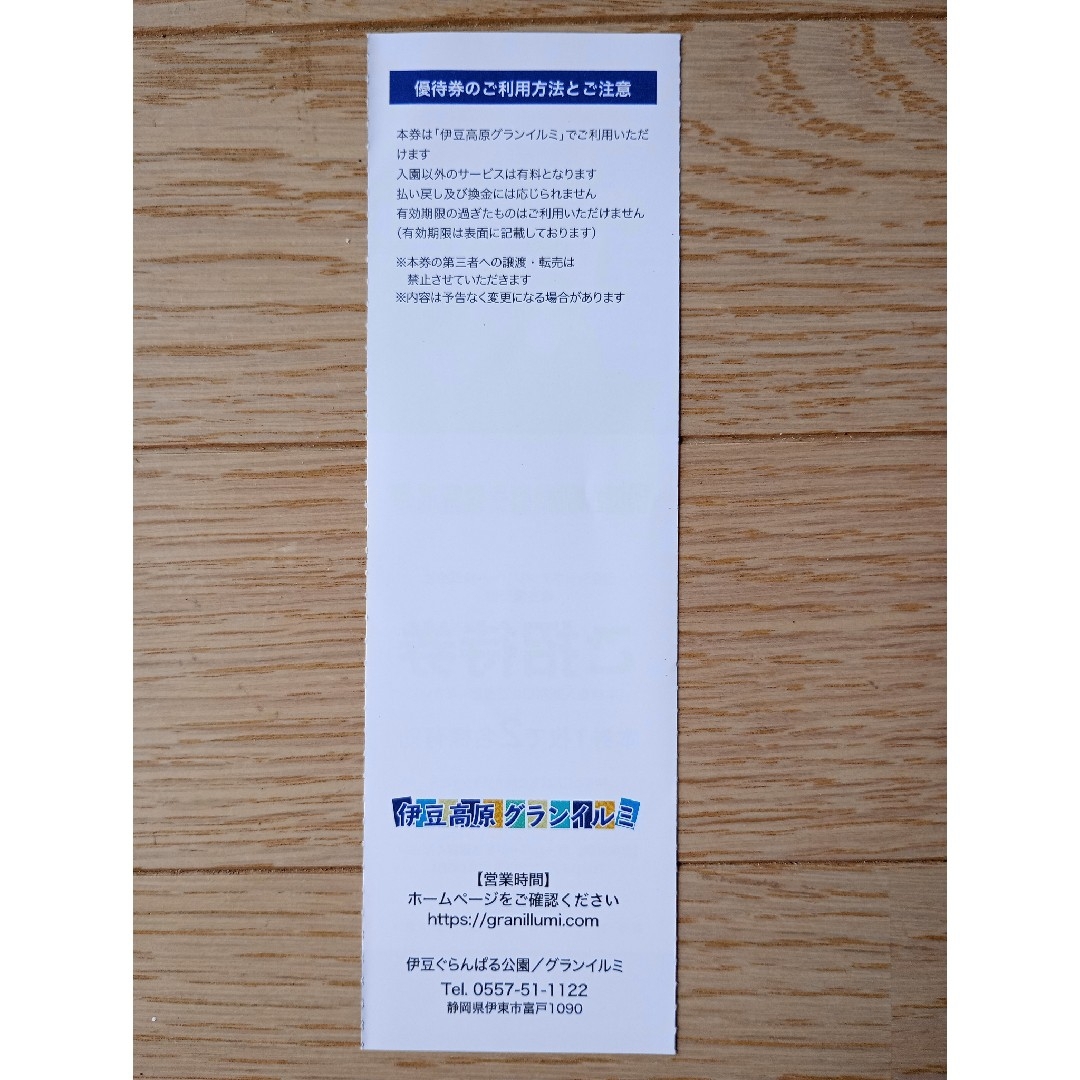 優待券のご利用方法とご注意
本券は「伊豆高原グランイルミ」でご利用いただ
けます
入園以外のサービスは有料となります
払い戻し及び換金には応じられません
有効期限の過ぎたものはご利用いただけません
（有効期限は表面に記載しております）
※本券の第三者への譲渡・転売は
禁止させていただきます
※内容は予告なく変更になる場合があります
伊豆高原グランイルミ
【営業時間】
ホームページをご確認ください
https://granillumi.com
伊豆ぐらんぱる公園／グランイルミ
Tel. 0557-51-1122
静岡県伊東市富戸1090